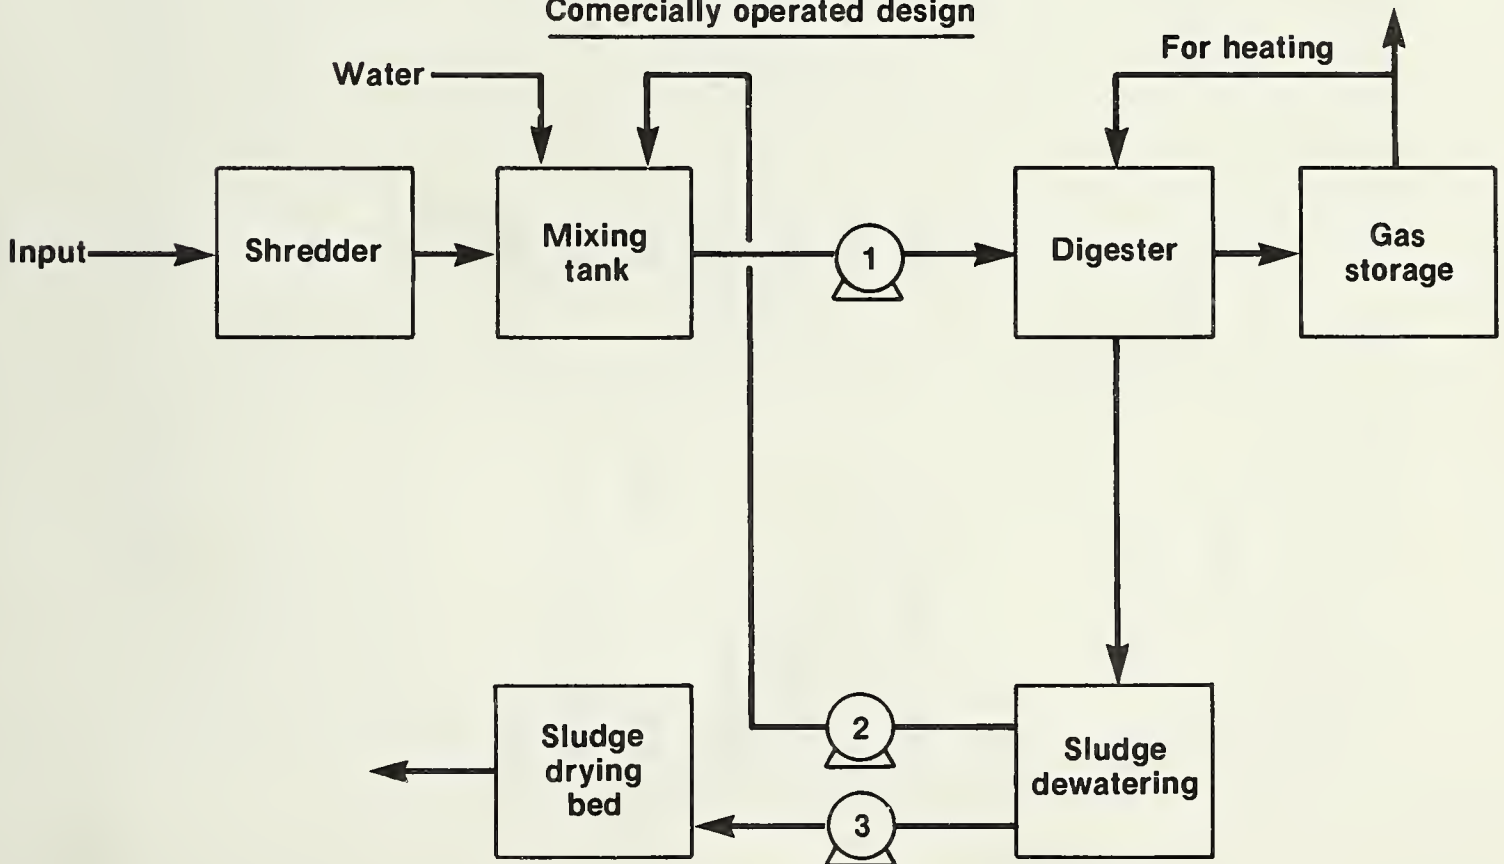 Comercially operated design
For heating
Water
Input
Shredder
Mixing
tank
1
Digester
Gas
storage
Sludge
drying
bed
2
3
Sludge
dewatering